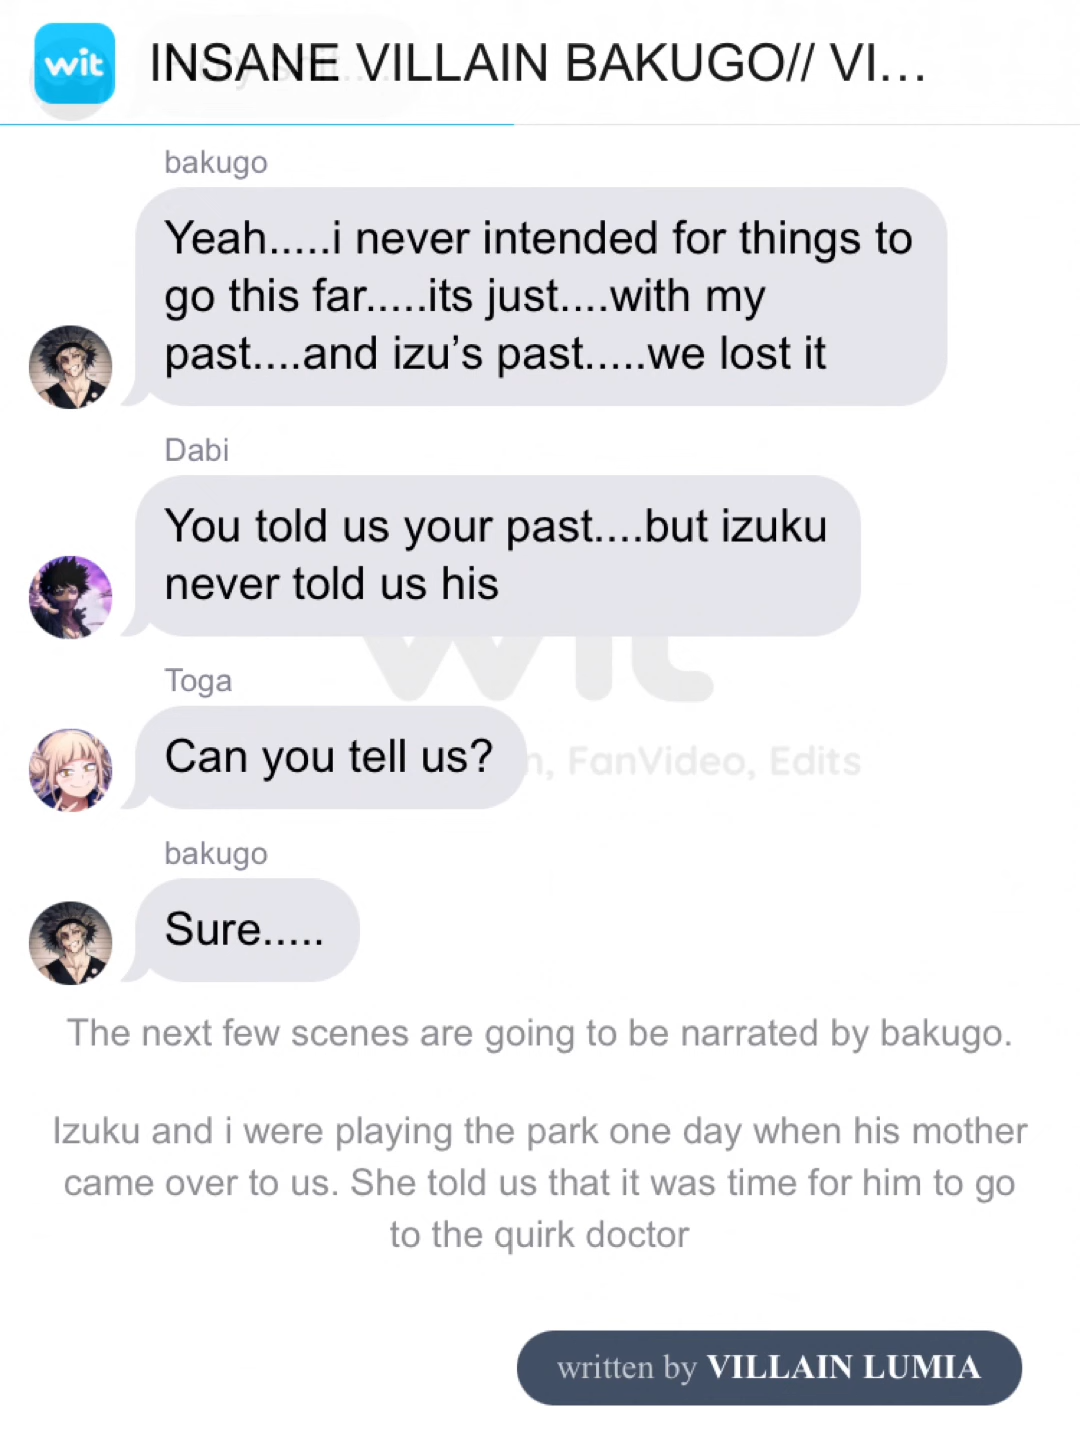 wit
INSANE VILLAIN BAKUGO// VI...
bakugo
Yeah.....i never intended for things to
go this far.....its just....with my
past....and izu’s past.....we lost it
Dabi
You told us your past....but izuku
never told us his
wit
Toga
Can you tell us?
, FanVideo, Edits
bakugo
Sure.....
The next few scenes are going to be narrated by bakugo.
Izuku and i were playing the park one day when his mother
came over to us. She told us that it was time for him to go
to the quirk doctor
written by VILLAIN LUMIA